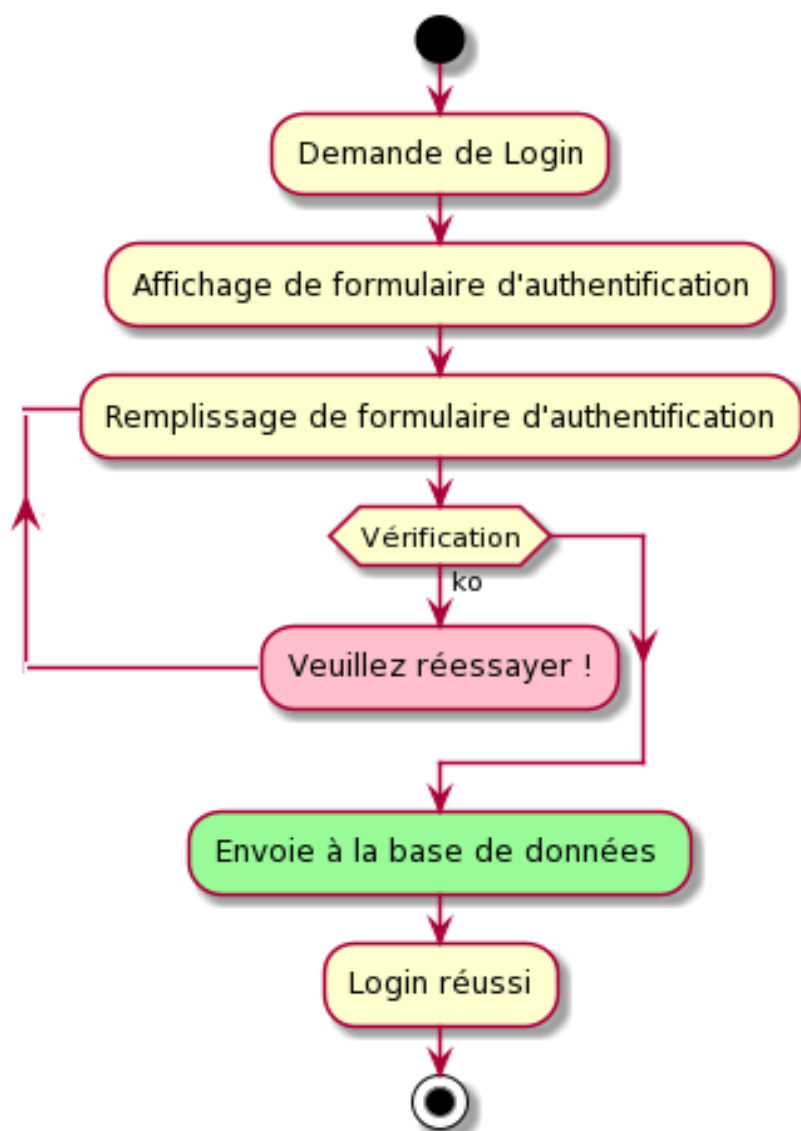 Demande de Login
Affichage de formulaire d'authentification
Remplissage de formulaire d'authentification
Vérification
ko
Veuillez réessayer !
Envoie à la base de données
Login réussi